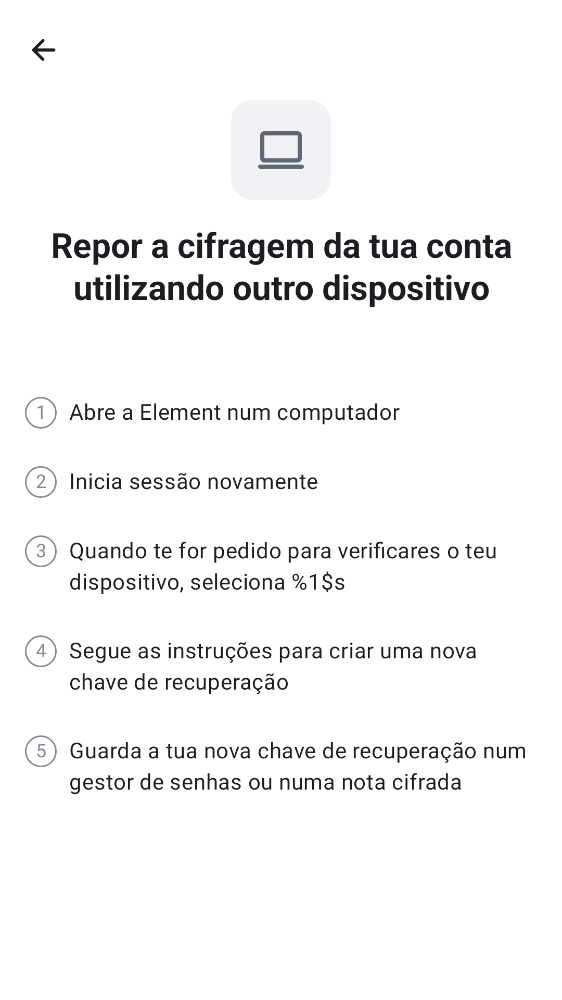 Repor a cifragem da tua conta
utilizando outro dispositivo
1 Abre a Element num computador
2 Inicia sessão novamente
3 Quando te for pedido para verificares o teu
dispositivo, seleciona %1$s
4 Segue as instruções para criar uma nova
chave de recuperação
5 Guarda a tua nova chave de recuperação num
gestor de senhas ou numa nota cifrada